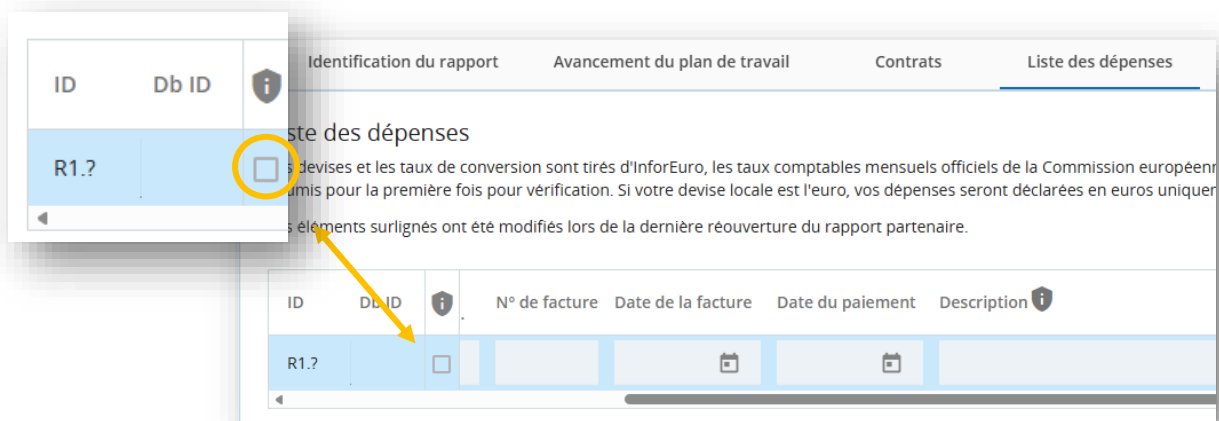 ID Db ID
R1.?
Identification du rapport Avancement du plan de travail Contrats Liste des dépenses
ste des dépenses
devises et les taux de conversion sont tirés d'InforEuro, les taux comptables mensuels officiels de la Commission européenn
mis pour la première fois pour vérification. Si votre devise locale est l'euro, vos dépenses seront déclarées en euros uniquem
éléments surlignés ont été modifiés lors de la dernière réouverture du rapport partenaire.
ID Db ID N° de facture Date de la facture Date du paiement Description
R1.?